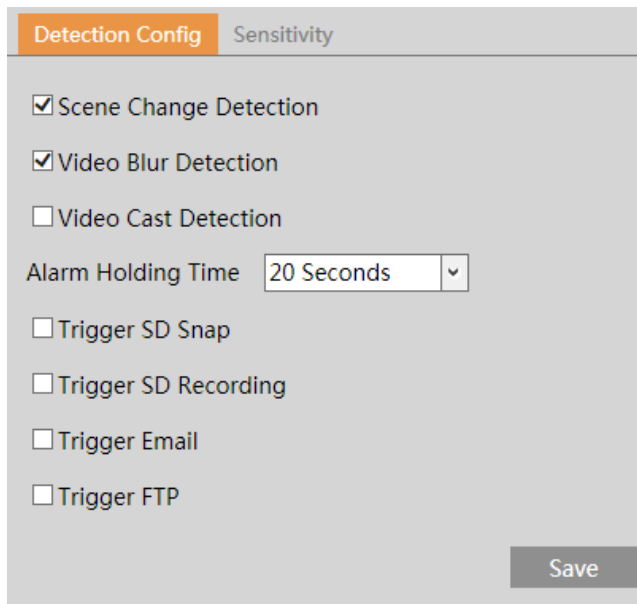 Detection Config Sensitivity
Scene Change Detection
Video Blur Detection
Video Cast Detection
Alarm Holding Time 20 Seconds
Trigger SD Snap
Trigger SD Recording
Trigger Email
Trigger FTP
Save